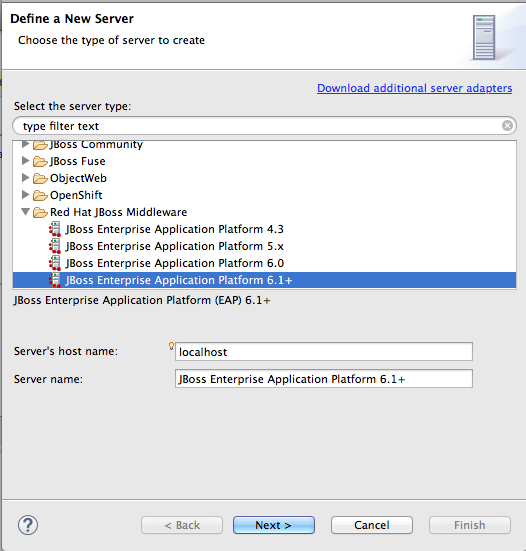 Define a New Server
Choose the type of server to create
Download additional server adapters
Select the server type:
type filter text
JBoss Community
JBoss Fuse
ObjectWeb
OpenShift
Red Hat JBoss Middleware
JBoss Enterprise Application Platform 4.3
JBoss Enterprise Application Platform 5.x
JBoss Enterprise Application Platform 6.0
JBoss Enterprise Application Platform 6.1+
JBoss Enterprise Application Platform (EAP) 6.1+
Server's host name: localhost
Server name: JBoss Enterprise Application Platform 6.1+
? < Back Next > Cancel Finish